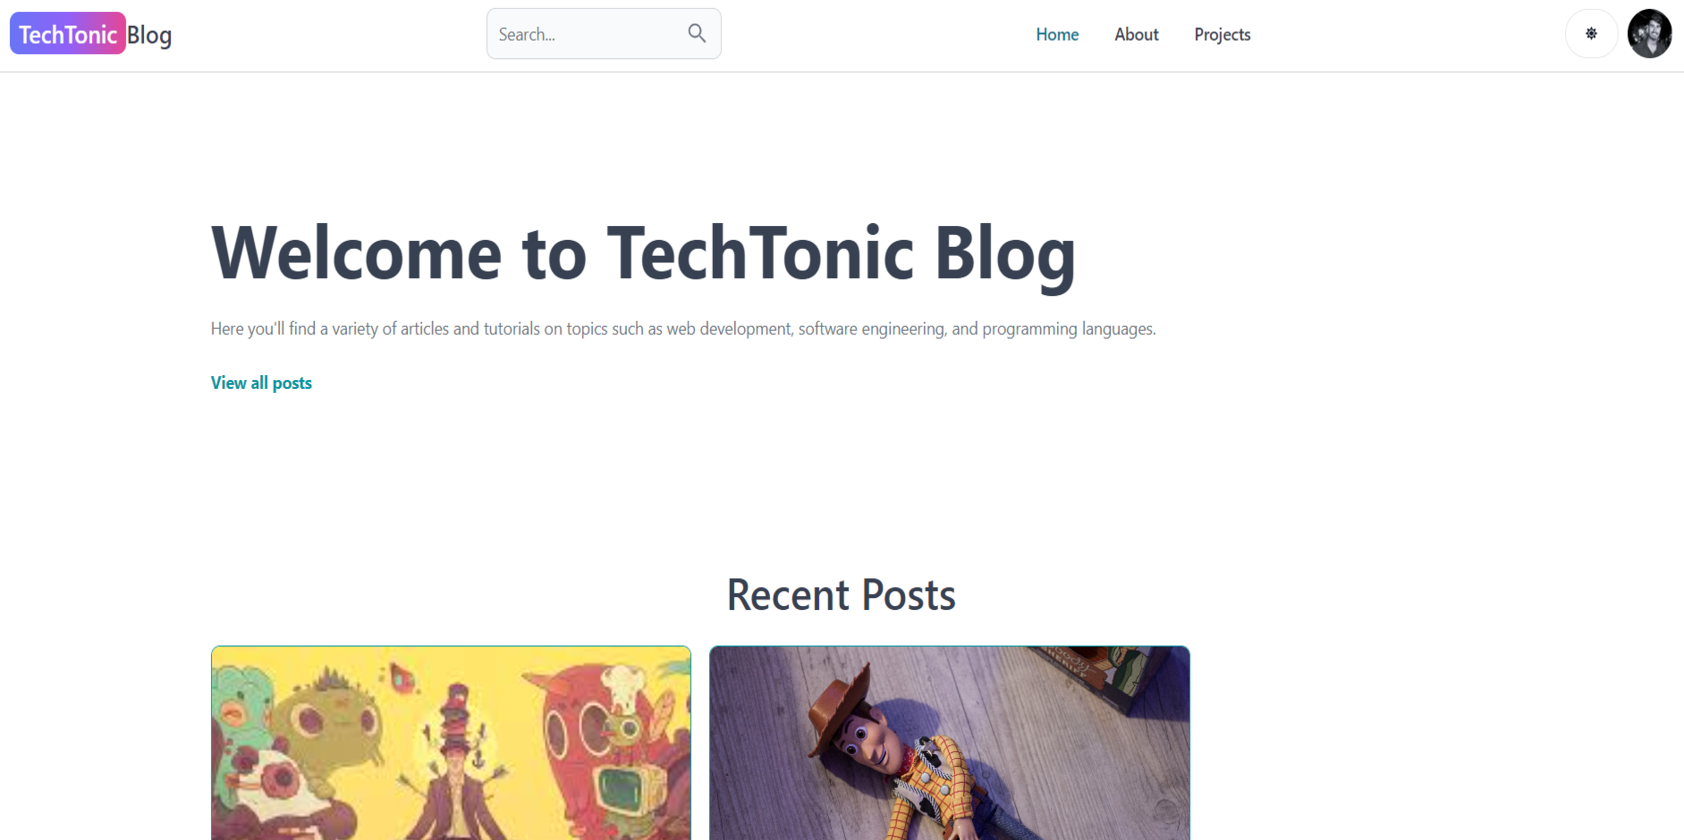 TechTonic Blog
Search...
Home
About
Projects
Welcome to TechTonic Blog
Here you'll find a variety of articles and tutorials on topics such as web development, software engineering, and programming languages.
View all posts
Recent Posts